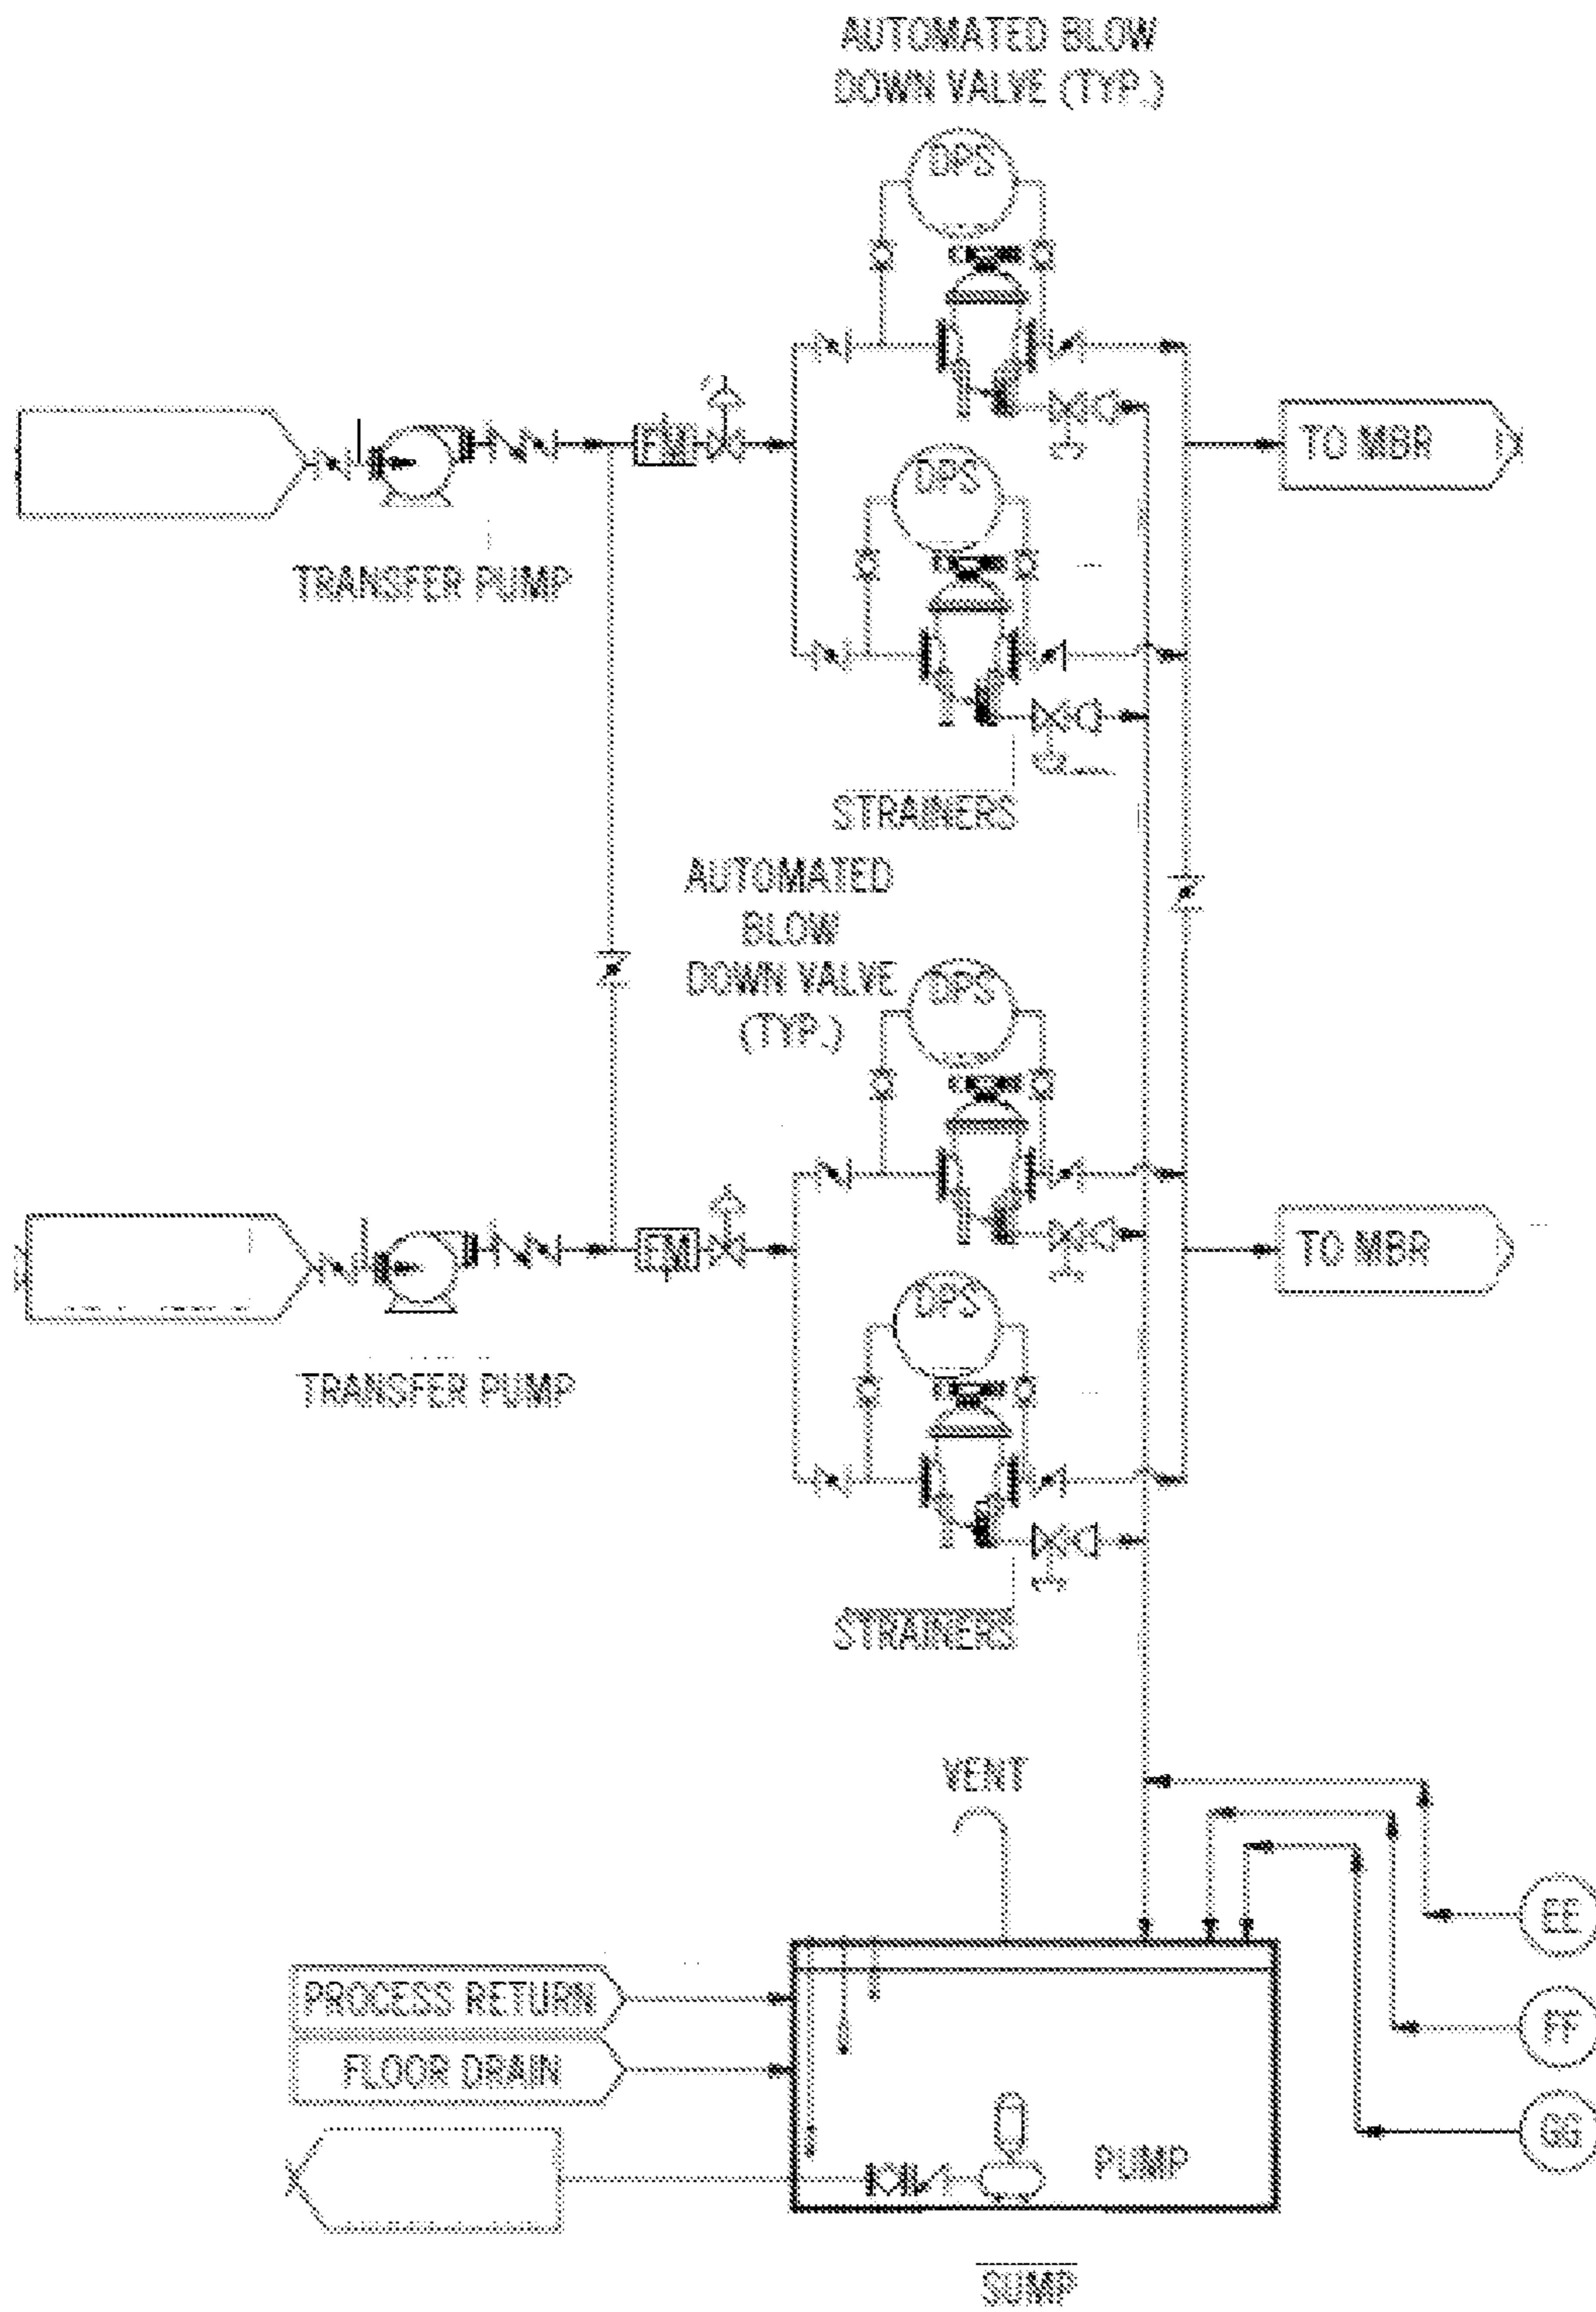 AUTOMATED BLOW
DOWN VALVE (TYP.)
DPS
FM
TO MBR
DPS
TRANSFER PUMP
STRAINERS
AUTOMATED
BLOW
DOWN VALVE
(TYP.)
DPS
FM
TO MBR
DPS
TRANSFER PUMP
STRAINERS
VENT
EE
PROCESS RETURN
FF
FLOOR DRAIN
GG
PUMP
SUMP